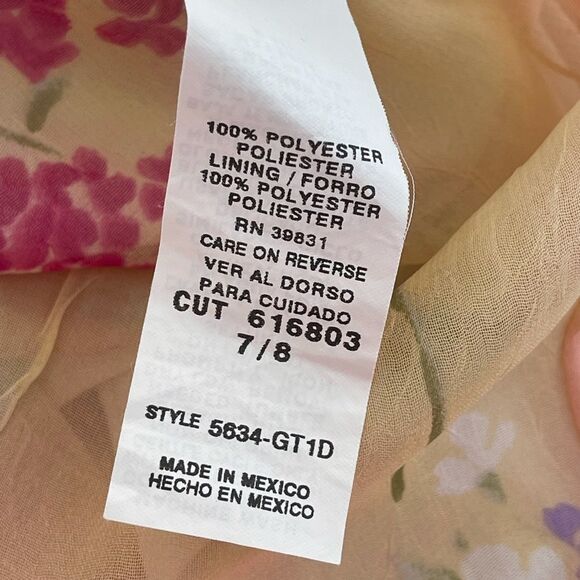 100% POLYESTER
POLIESTER
LINING / FORRO
100% POLYESTER
POLIESTER
RN 39831
CARE ON REVERSE
VER AL DORSO
PARA CUIDADO
CUT 616803
7/8
STYLE 5634-GT1D
MADE IN MEXICO
HECHO EN MEXICO